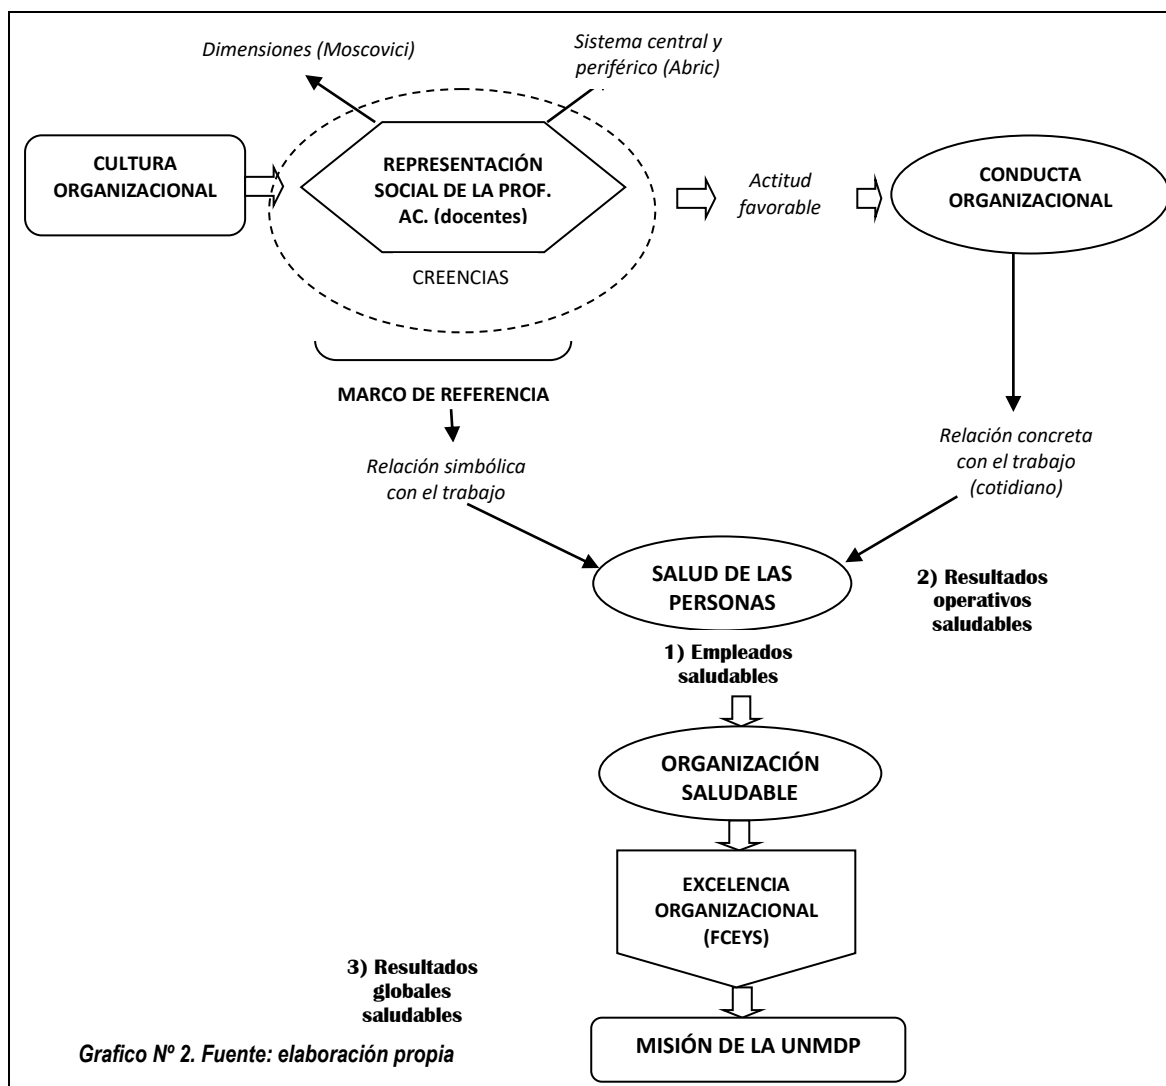 Dimensiones (Moscovici)
Sistema central y
periférico (Abric)
CULTURA
ORGANIZACIONAL
REPRESENTACIÓN
SOCIAL DE LA PROF.
AC. (docentes)
CREENCIAS
Actitud
favorable
CONDUCTA
ORGANIZACIONAL
MARCO DE REFERENCIA
Relación simbólica
con el trabajo
Relación concreta
con el trabajo
(cotidiano)
SALUD DE LAS
PERSONAS
2) Resultados
operativos
saludables
1) Empleados
saludables
ORGANIZACIÓN
SALUDABLE
EXCELENCIA
ORGANIZACIONAL
(FCEYS)
3) Resultados
globales
saludables
MISIÓN DE LA UNMDP
Grafico Nº 2. Fuente: elaboración propia